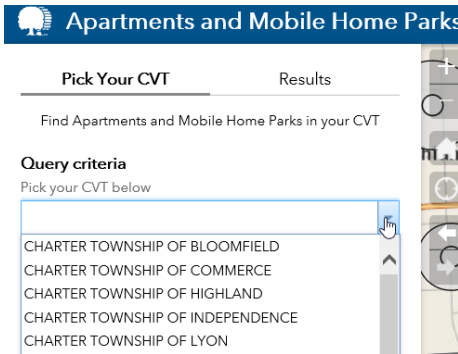 Apartments and Mobile Home Parks
Pick Your CVT
Results
Find Apartments and Mobile Home Parks in your CVT
Query criteria
Pick your CVT below
CHARTER TOWNSHIP OF BLOOMFIELD
CHARTER TOWNSHIP OF COMMERCE
CHARTER TOWNSHIP OF HIGHLAND
CHARTER TOWNSHIP OF INDEPENDENCE
CHARTER TOWNSHIP OF LYON